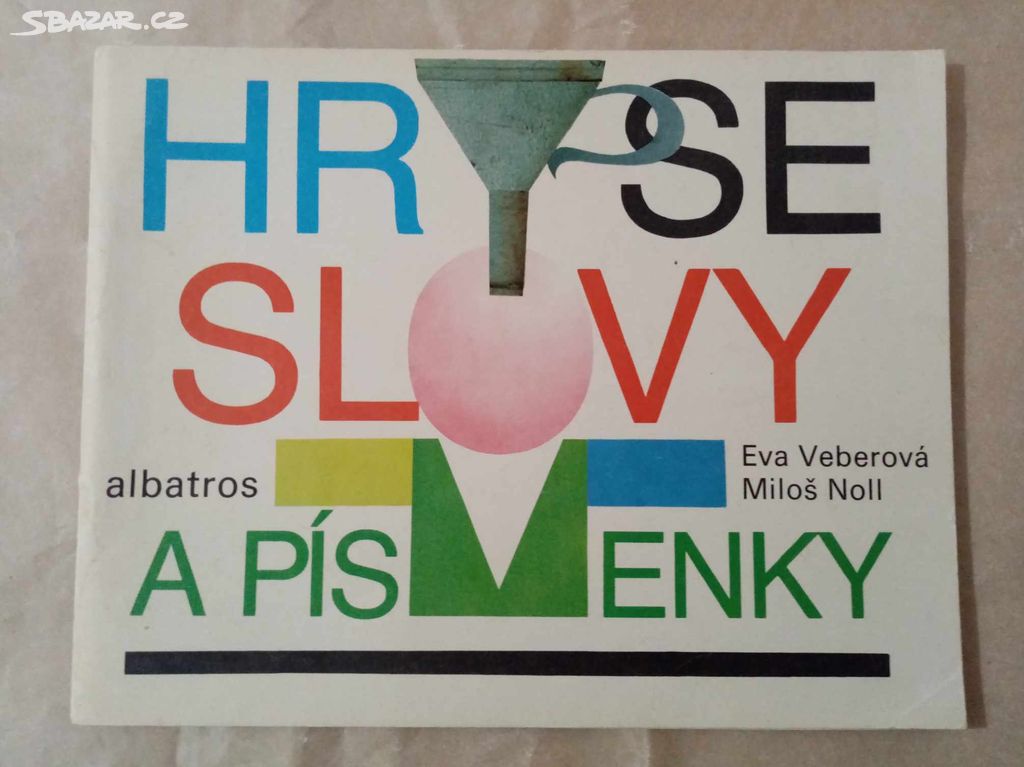 SBAZAR.CZ
HRY SE
SLOVY
albatros
Eva Veberová
Miloš Noll
A PÍSMENKY